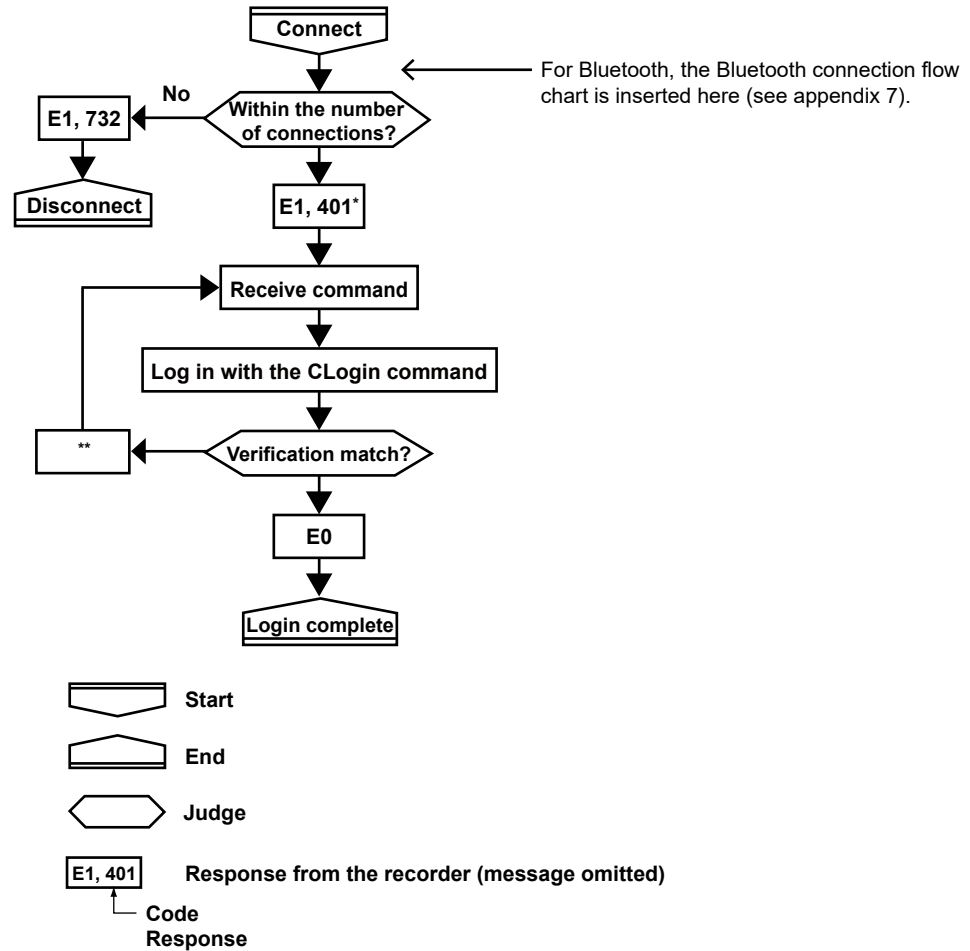 Connect
For Bluetooth, the Bluetooth connection flow
chart is inserted here (see appendix 7).
No
Within the number
of connections?
E1, 732
Disconnect
E1, 401*
Receive command
Log in with the CLogin command
**
Verification match?
E0
Login complete
Start
End
Judge
E1, 401
Response from the recorder (message omitted)
Code
Response